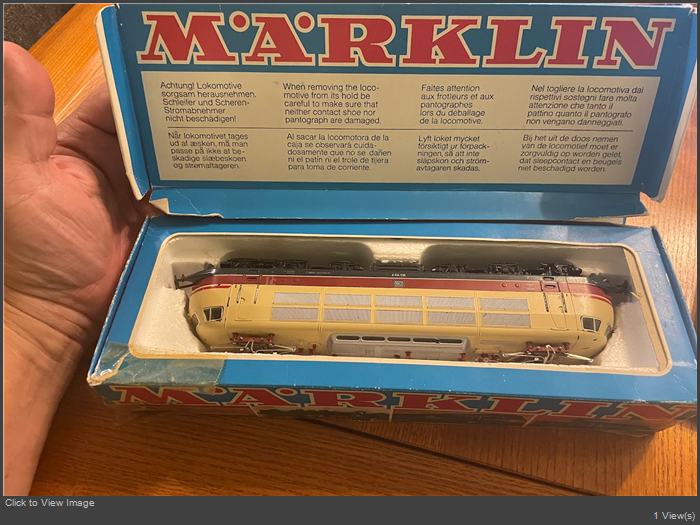 MÄRKLIN
Achtung! Lokomotive
sorgsam herausnehmen.
Schleifer und Scheren-
Stromabnehmer
nicht beschädigen!
When removing the loco-
motive from its hold be
careful to make sure that
neither contact shoe nor
pantograph are damaged.
Faites attention
aux frotteurs et aux
pantographes
lors du déballage
de la locomotive.
Nel togliere la locomotiva dai
rispettivi sostegni fare molta
attenzione che tanto il
pattino quanto il pantografo
non vengano danneggiati.
Når lokomotivet tages
ud af æsken, må man
passe på ikke at be-
skadige slæbeskoen
og strømaftageren.
Al sacar la locomotora de la
caja se observará cuida-
dosamente que no se dañen
ni el patín ni el trole de tijera
para toma de corriente.
Lyft loket mycket
försiktigt ur förpack-
ningen, så att inte
släpskon och ström-
avtagaren skadas.
Bij het uit de doos nemen
van de locomotief moet er
zorgvuldig op worden gelet,
dat sleepcontact en beugels
niet beschadigd worden.
MÄRKLIN
Click to View Image
1 View(s)